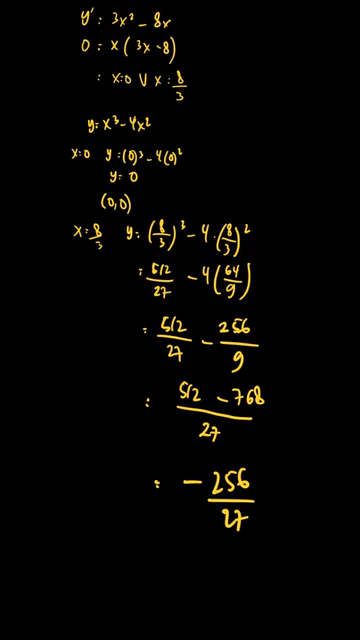 y' = 3x² - 8x
0 = x ( 3x - 8 )
= x=0 V x = 8/3
y = x³ - 4x²
x=0 y = (0)³ - 4(0)²
y = 0
(0,0)
x = 8/3 y = (8/3)³ - 4 · (8/3)²
= 512/27 - 4(64/9)
= 512/27 - 256/9
= (512 - 768)/27
= - 256/27